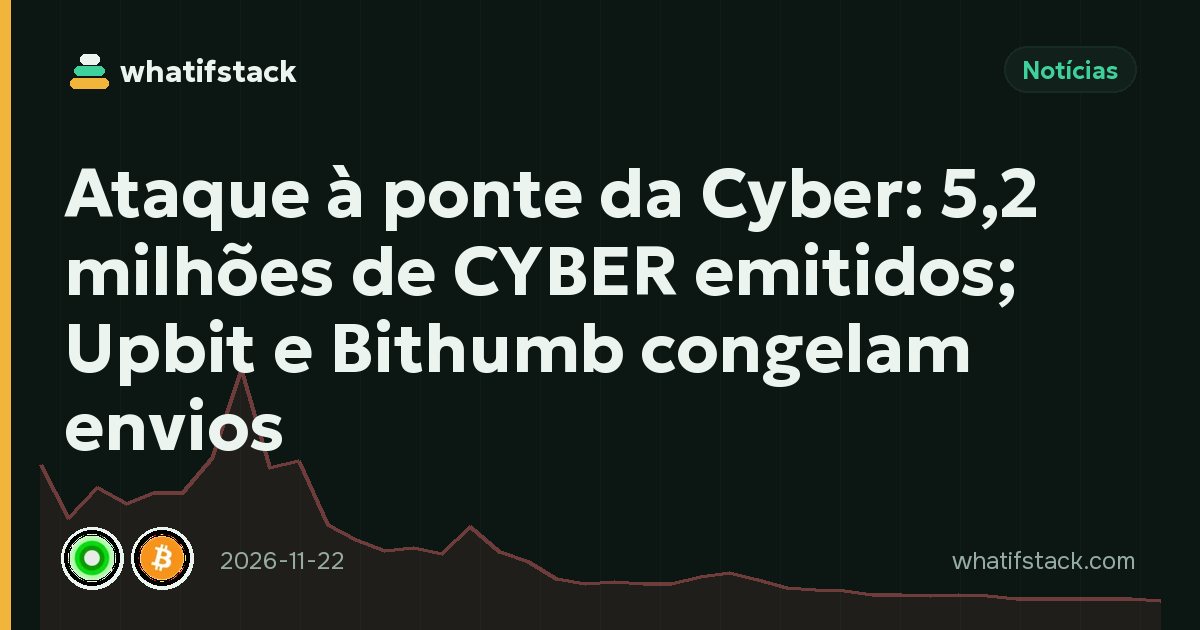 whatifstack
Notícias
Ataque à ponte da Cyber: 5,2
milhões de CYBER emitidos;
Upbit e Bithumb congelam
envios
2026-11-22
whatifstack.com